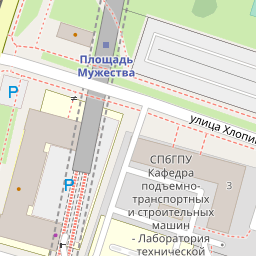 Площадь
Мужества
P
улица Хлопи
P
СПбГПУ
Кафедра
подъемно-
транспортных
и строительных
машин
- Лаборатория
технической
3